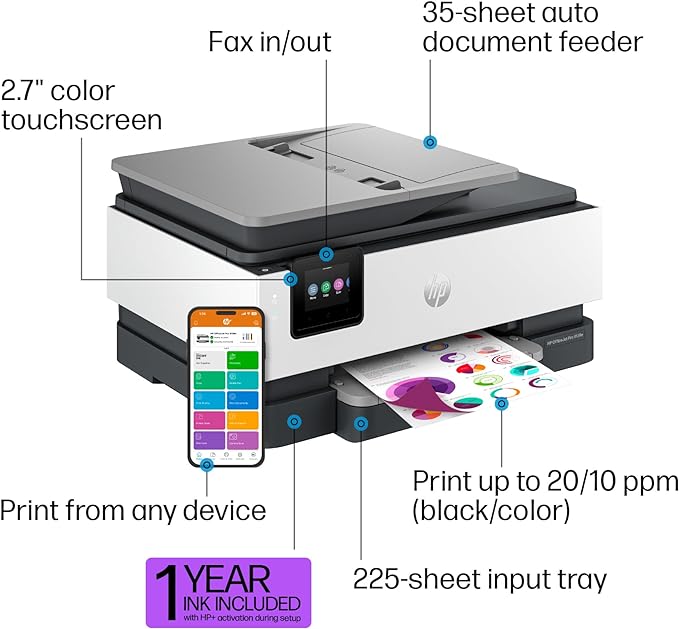 Fax in/out
35-sheet auto
document feeder
2.7" color
touchscreen
hp
Print from any device
Print up to 20/10 ppm
(black/color)
225-sheet input tray
1 YEAR
INK INCLUDED
with HP+ activation during setup